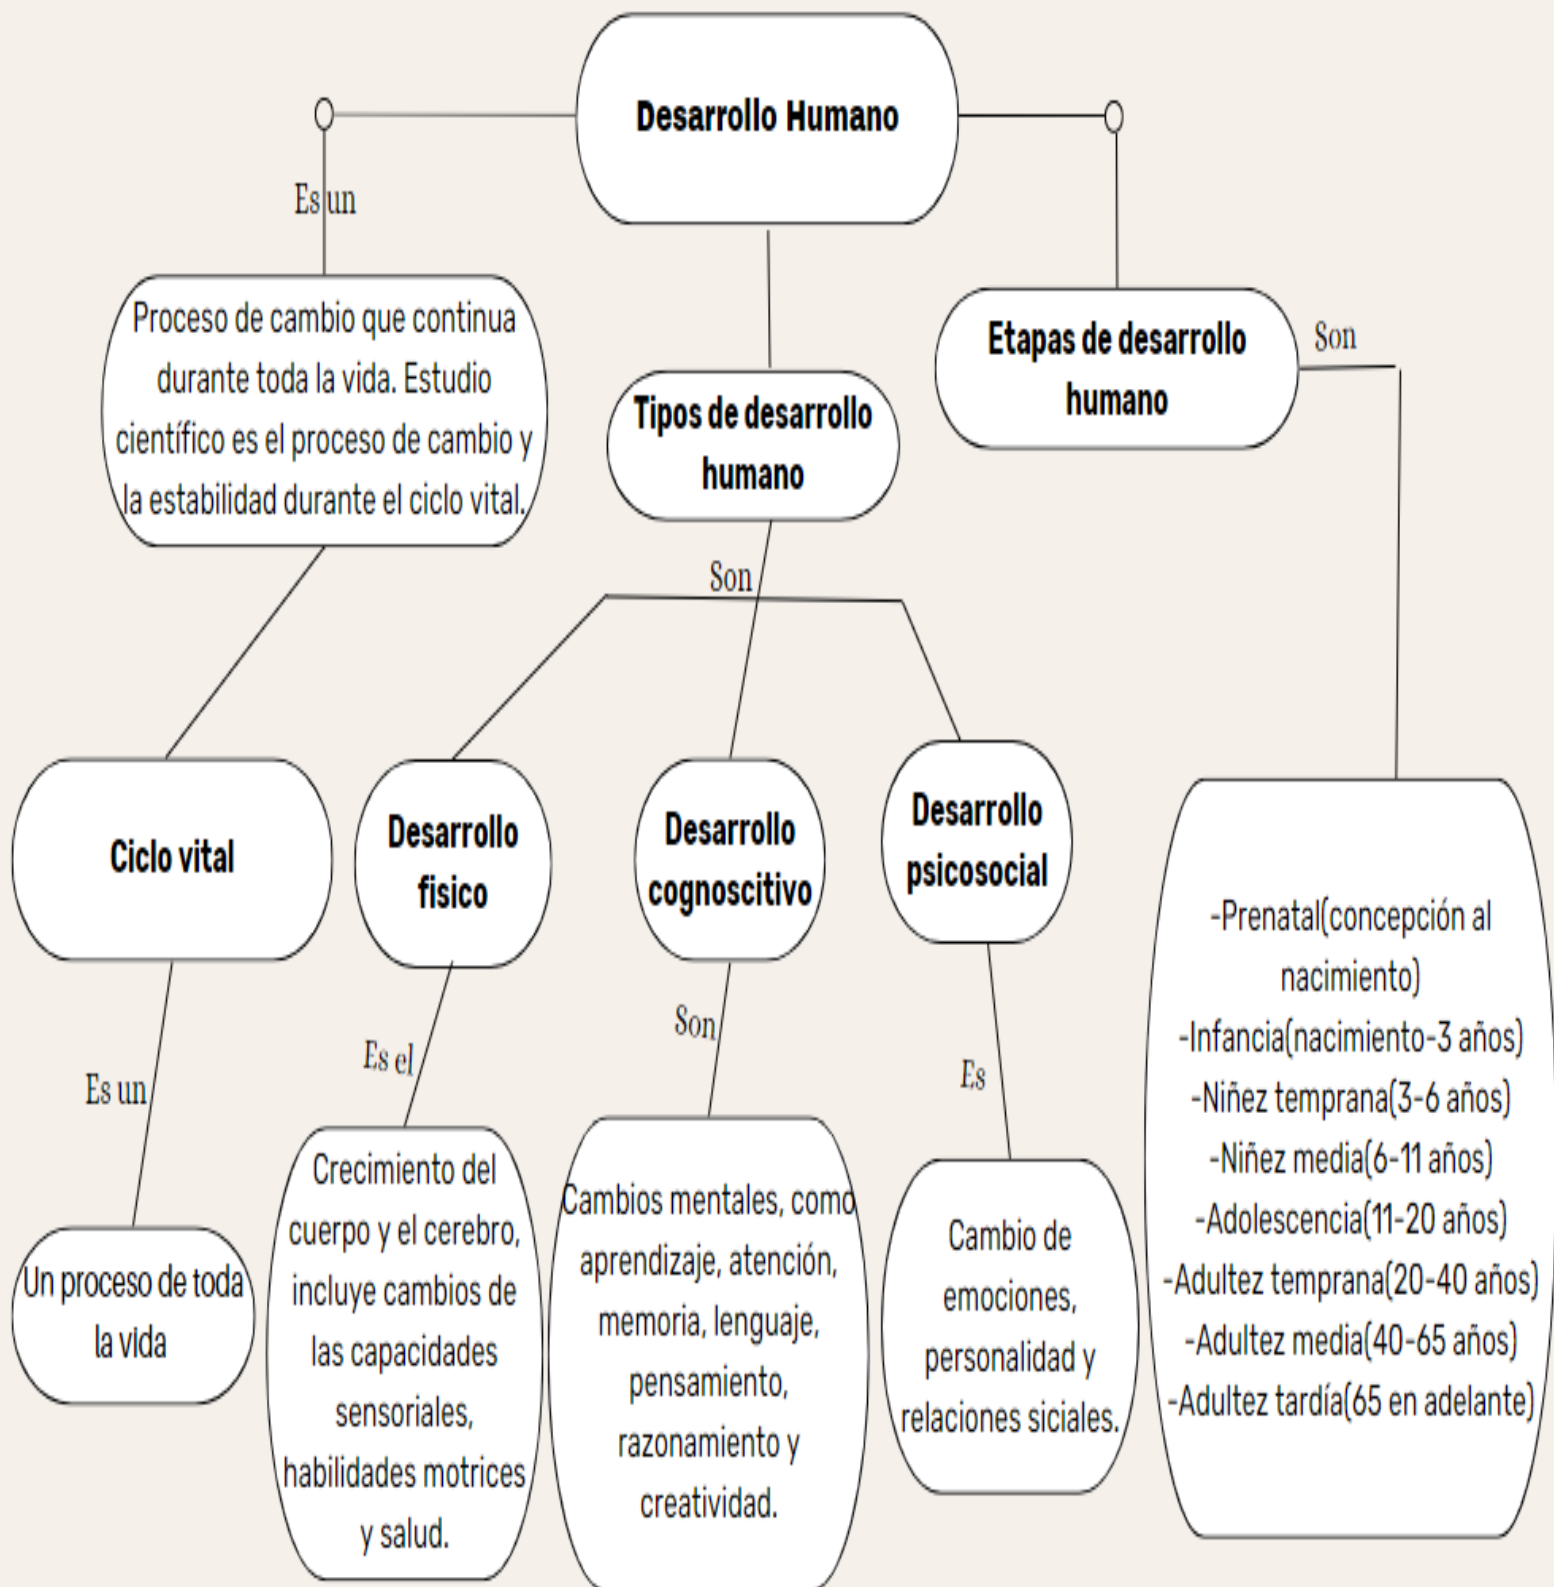 Desarrollo Humano
Es un
Proceso de cambio que continua
durante toda la vida. Estudio
científico es el proceso de cambio y
la estabilidad durante el ciclo vital.
Ciclo vital
Es un
Un proceso de toda
la vida
Tipos de desarrollo
humano
Son
Desarrollo
fisico
Es el
Crecimiento del
cuerpo y el cerebro,
incluye cambios de
las capacidades
sensoriales,
habilidades motrices
y salud.
Desarrollo
cognoscitivo
Son
Cambios mentales, como
aprendizaje, atención,
memoria, lenguaje,
pensamiento,
razonamiento y
creatividad.
Desarrollo
psicosocial
Es
Cambio de
emociones,
personalidad y
relaciones siciales.
Etapas de desarrollo
humano
Son
-Prenatal(concepción al
nacimiento)
-Infancia(nacimiento-3 años)
-Niñez temprana(3-6 años)
-Niñez media(6-11 años)
-Adolescencia(11-20 años)
-Adultez temprana(20-40 años)
-Adultez media(40-65 años)
-Adultez tardía(65 en adelante)